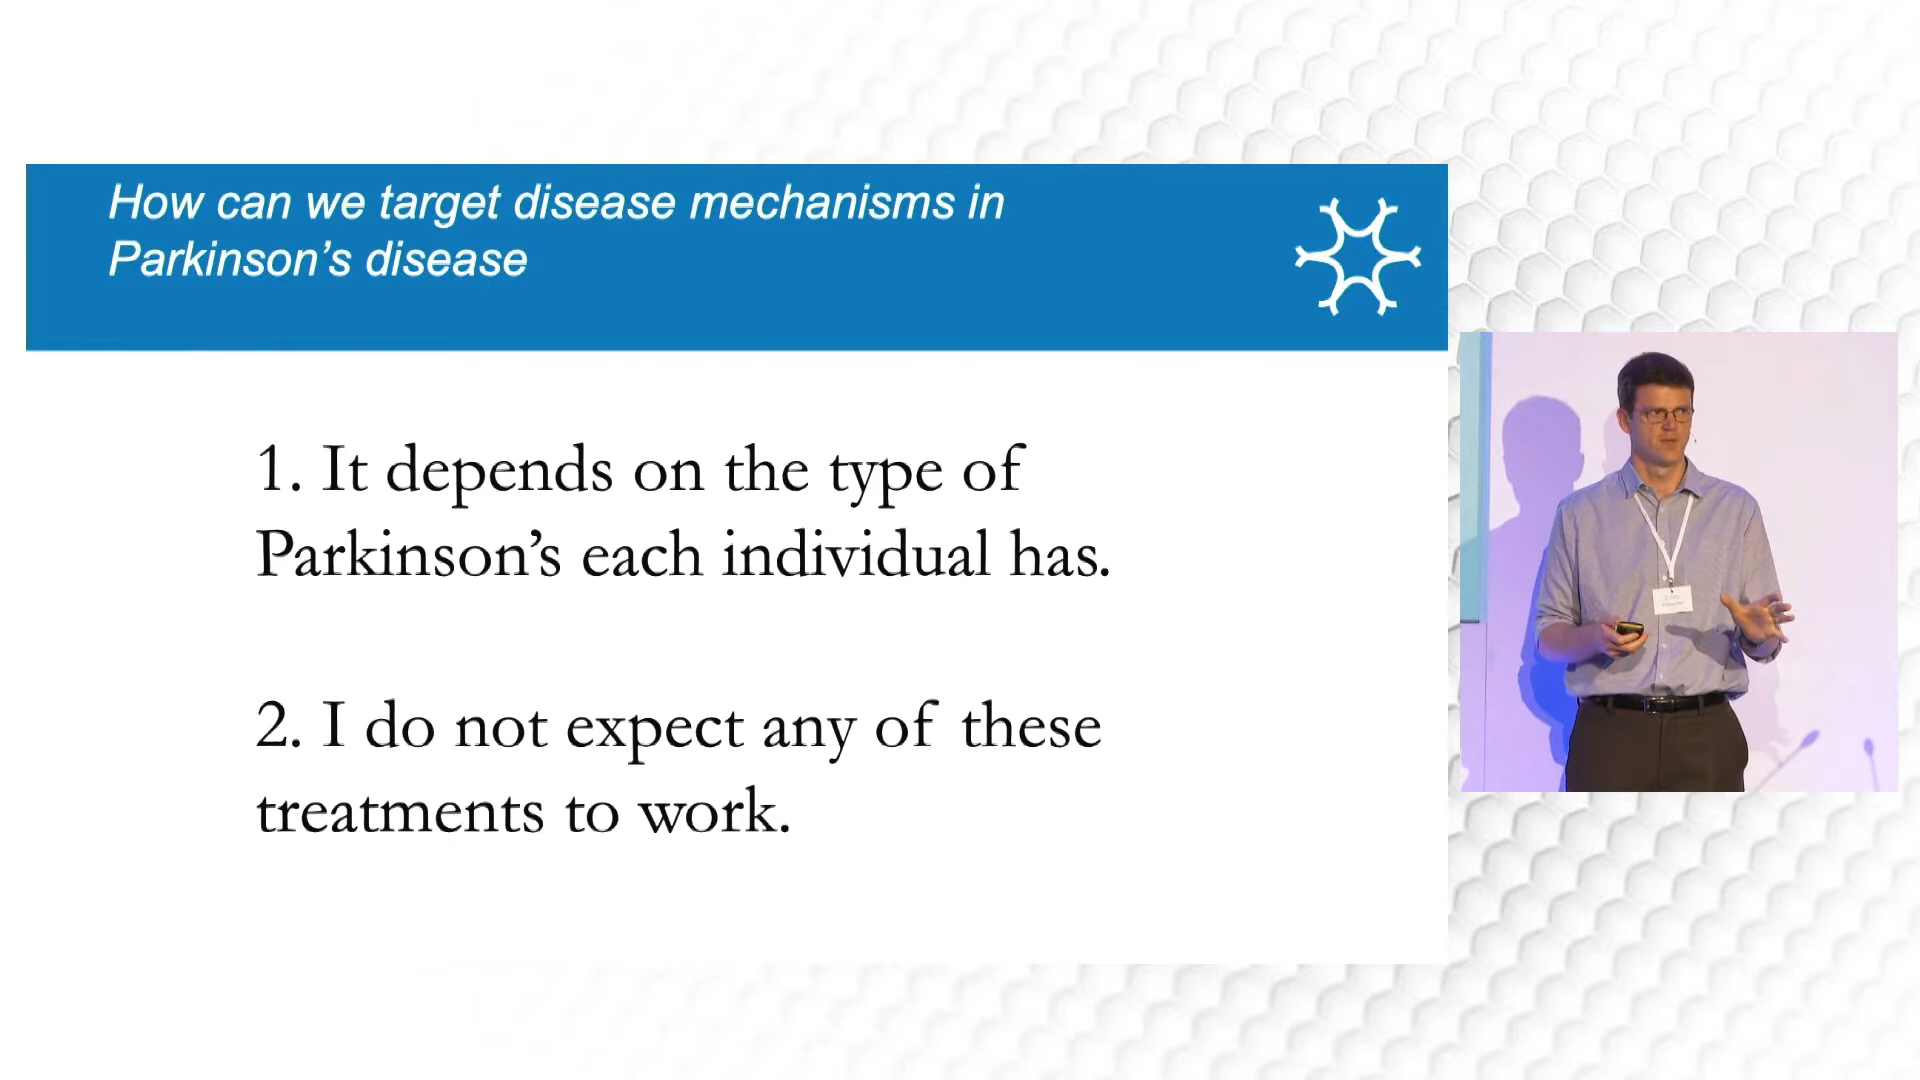 How can we target disease mechanisms in
Parkinson’s disease
1. It depends on the type of
Parkinson’s each individual has.
2. I do not expect any of these
treatments to work.